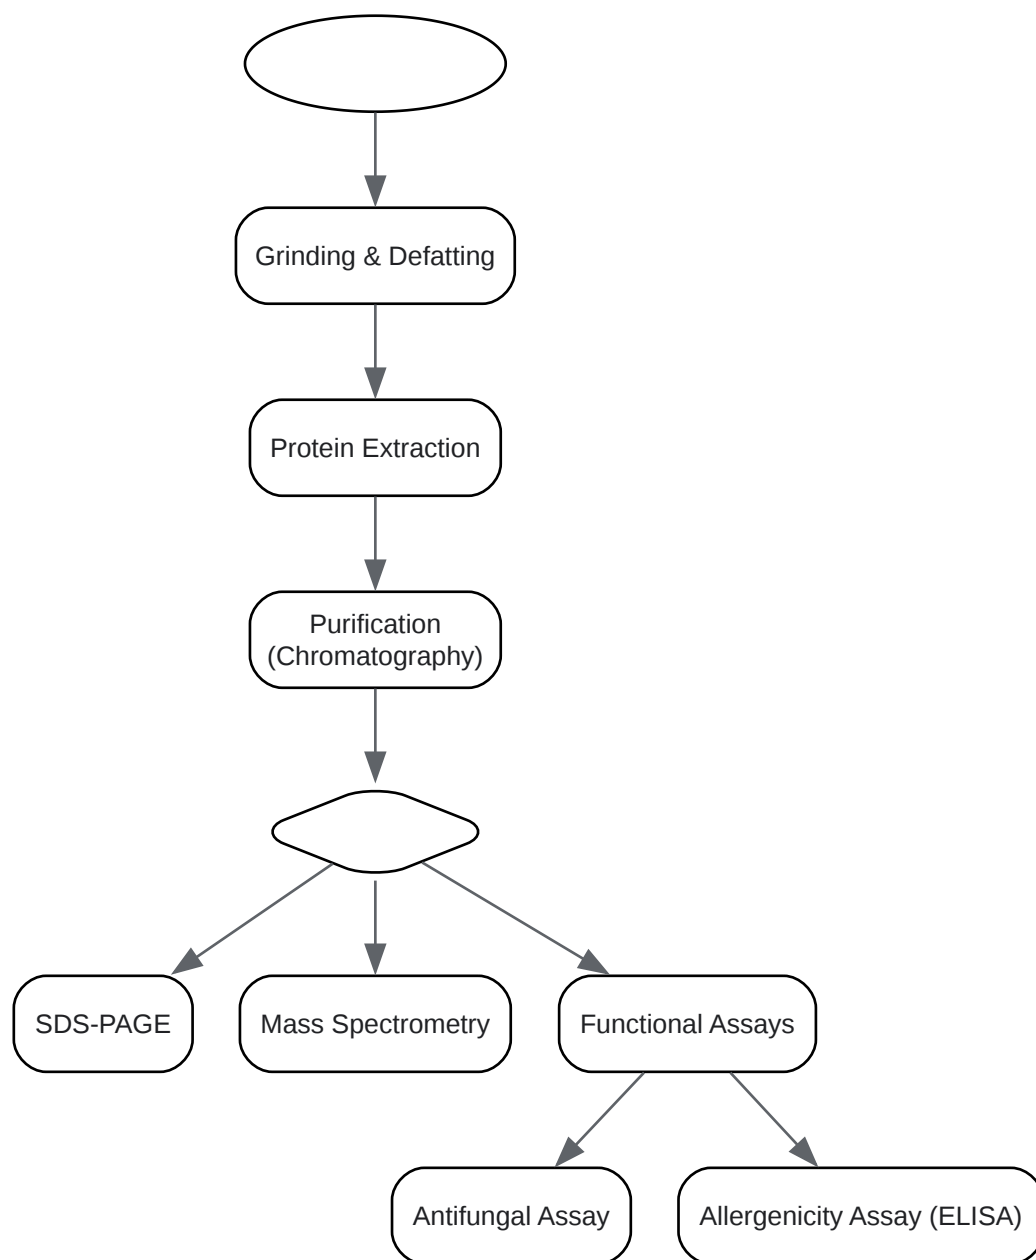 Grinding & Defatting
Protein Extraction
Purification
(Chromatography)
SDS-PAGE
Mass Spectrometry
Functional Assays
Antifungal Assay
Allergenicity Assay (ELISA)